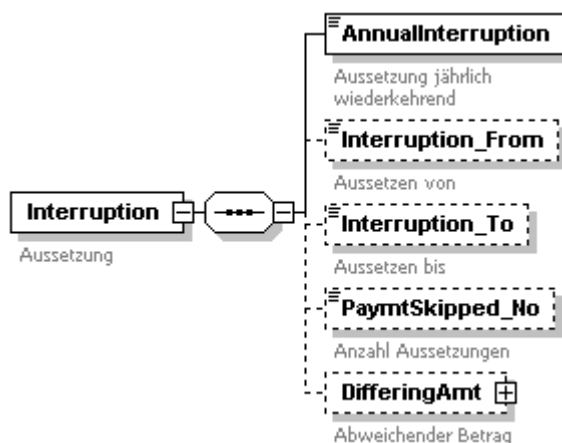 AnnualInterruption
Aussetzung jährlich
wiederkehrend
Interruption_From
Aussetzen von
Interruption
Aussetzung
Interruption_To
Aussetzen bis
PaymtSkipped_No
Anzahl Aussetzungen
DifferingAmt
Abweichender Betrag